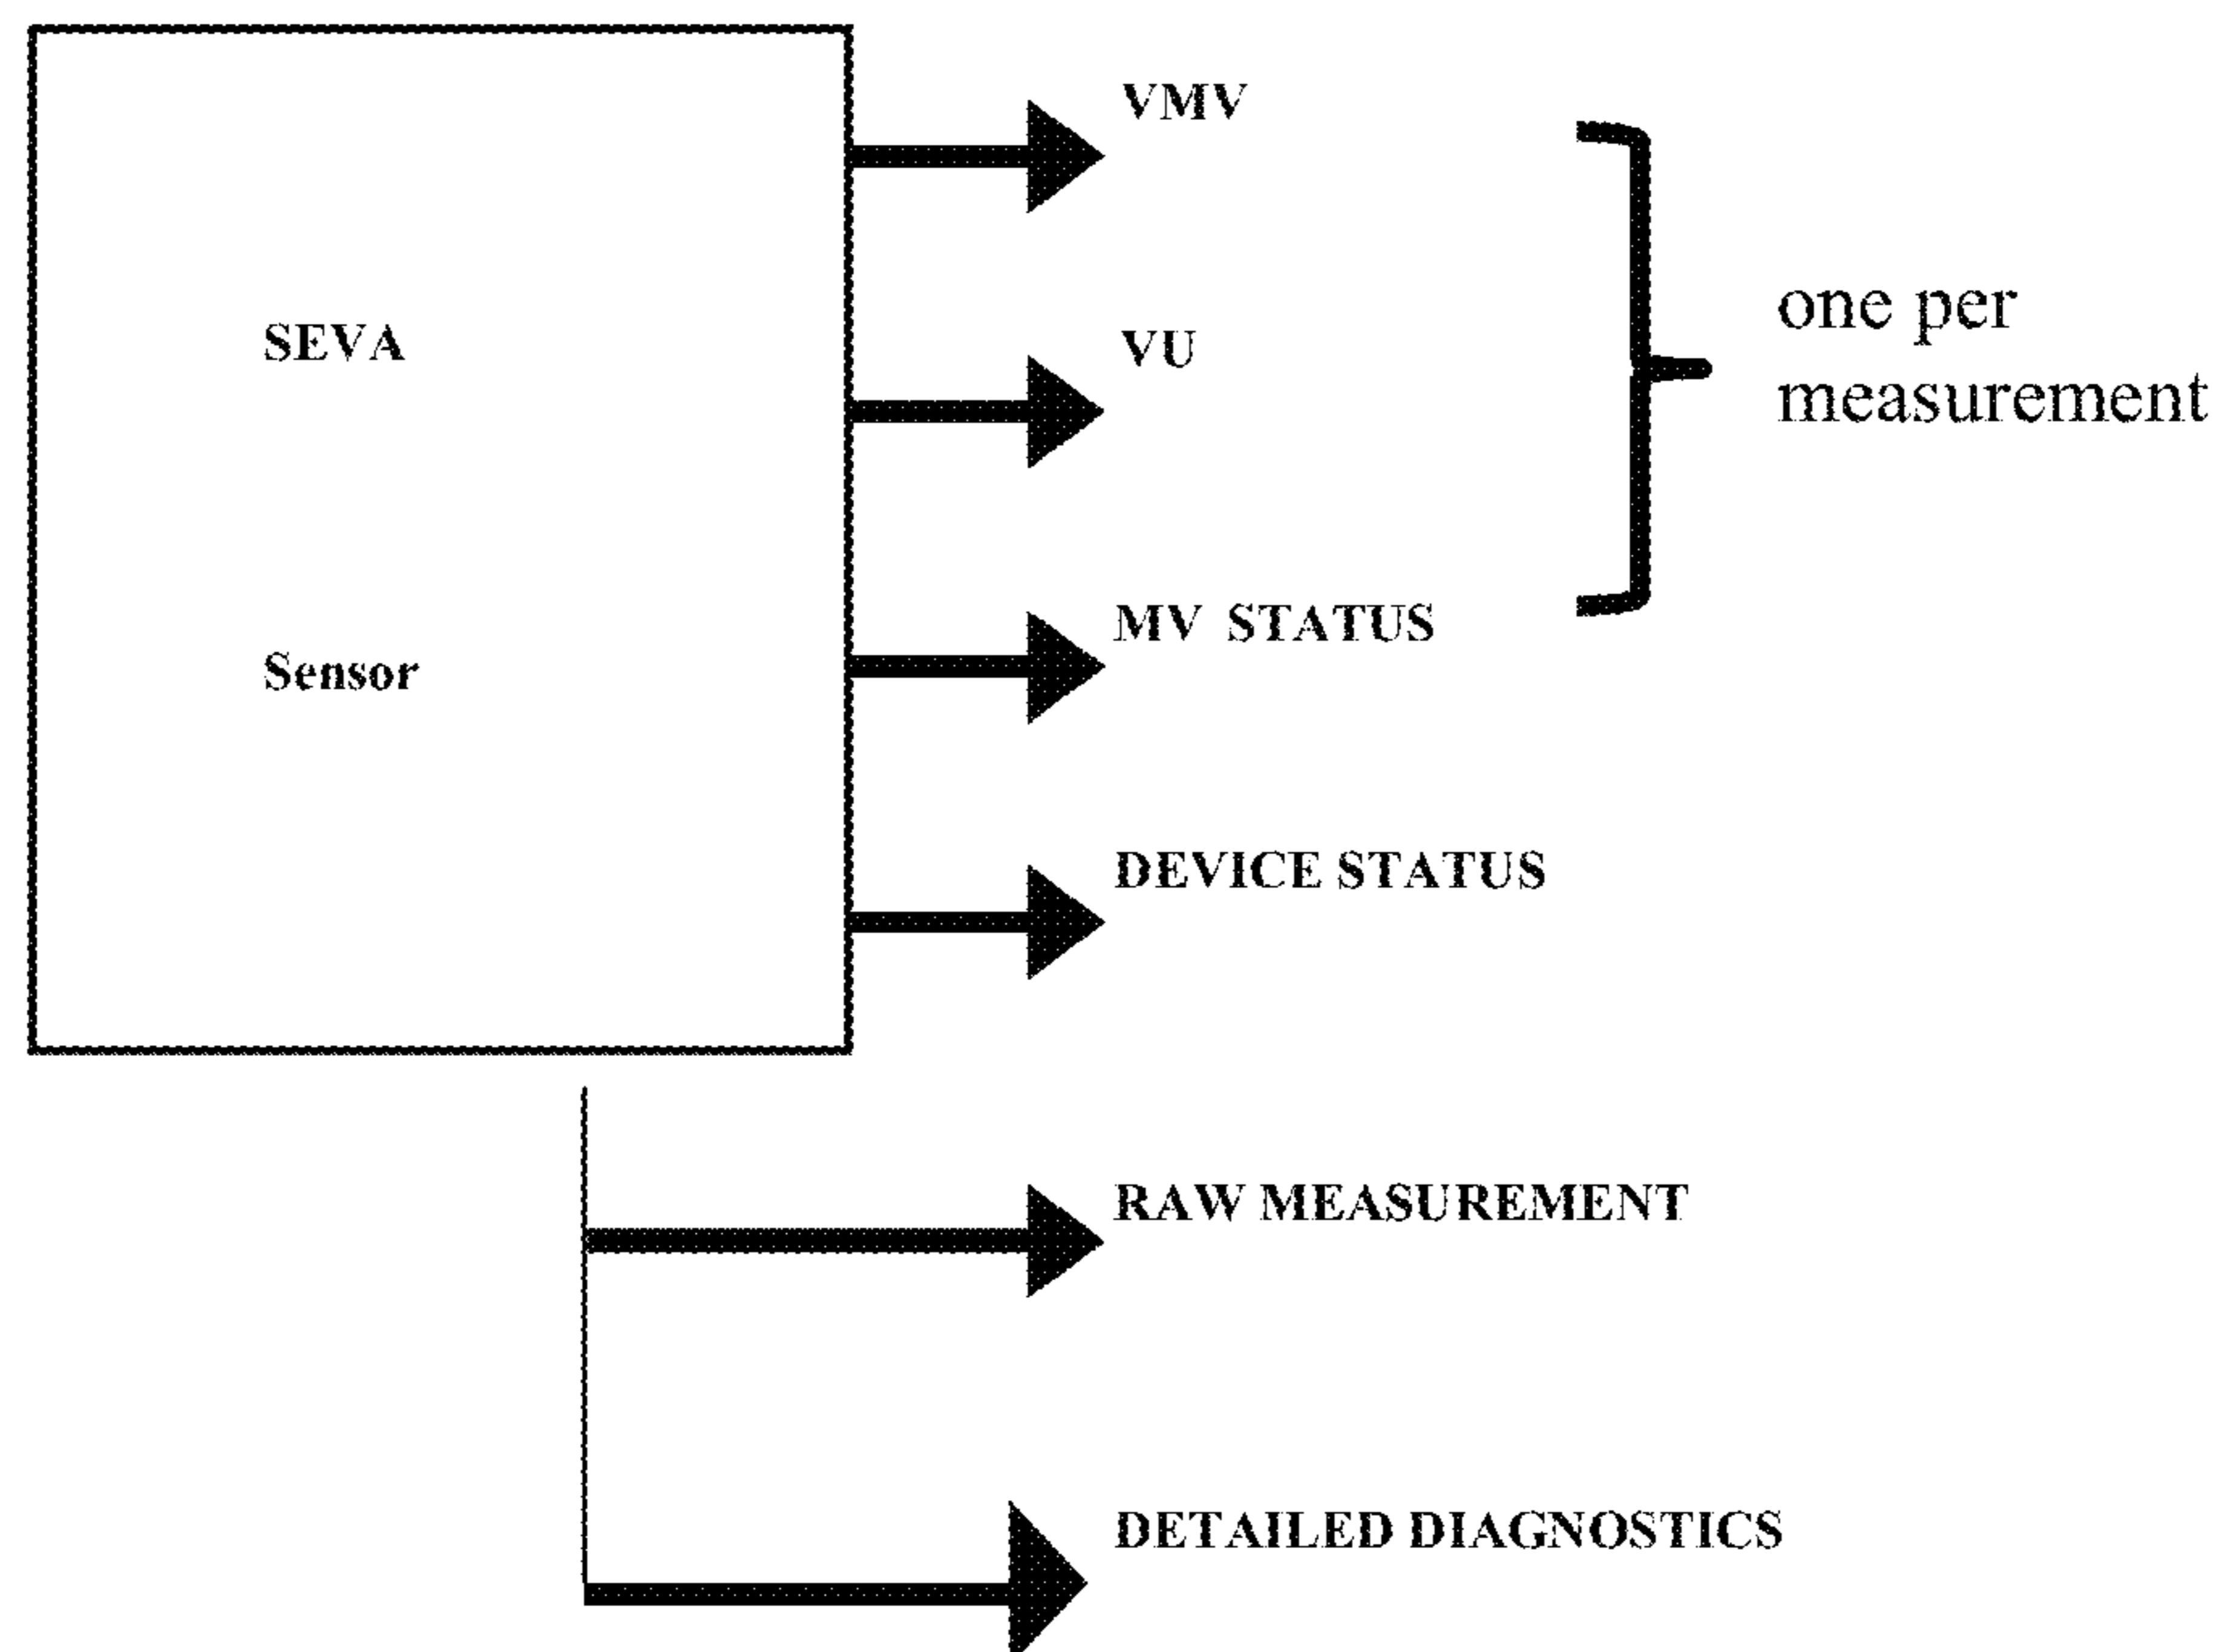 VMV
SEVA
VU
one per
measurement
Sensor
MV STATUS
DEVICE STATUS
RAW MEASUREMENT
DETAILED DIAGNOSTICS